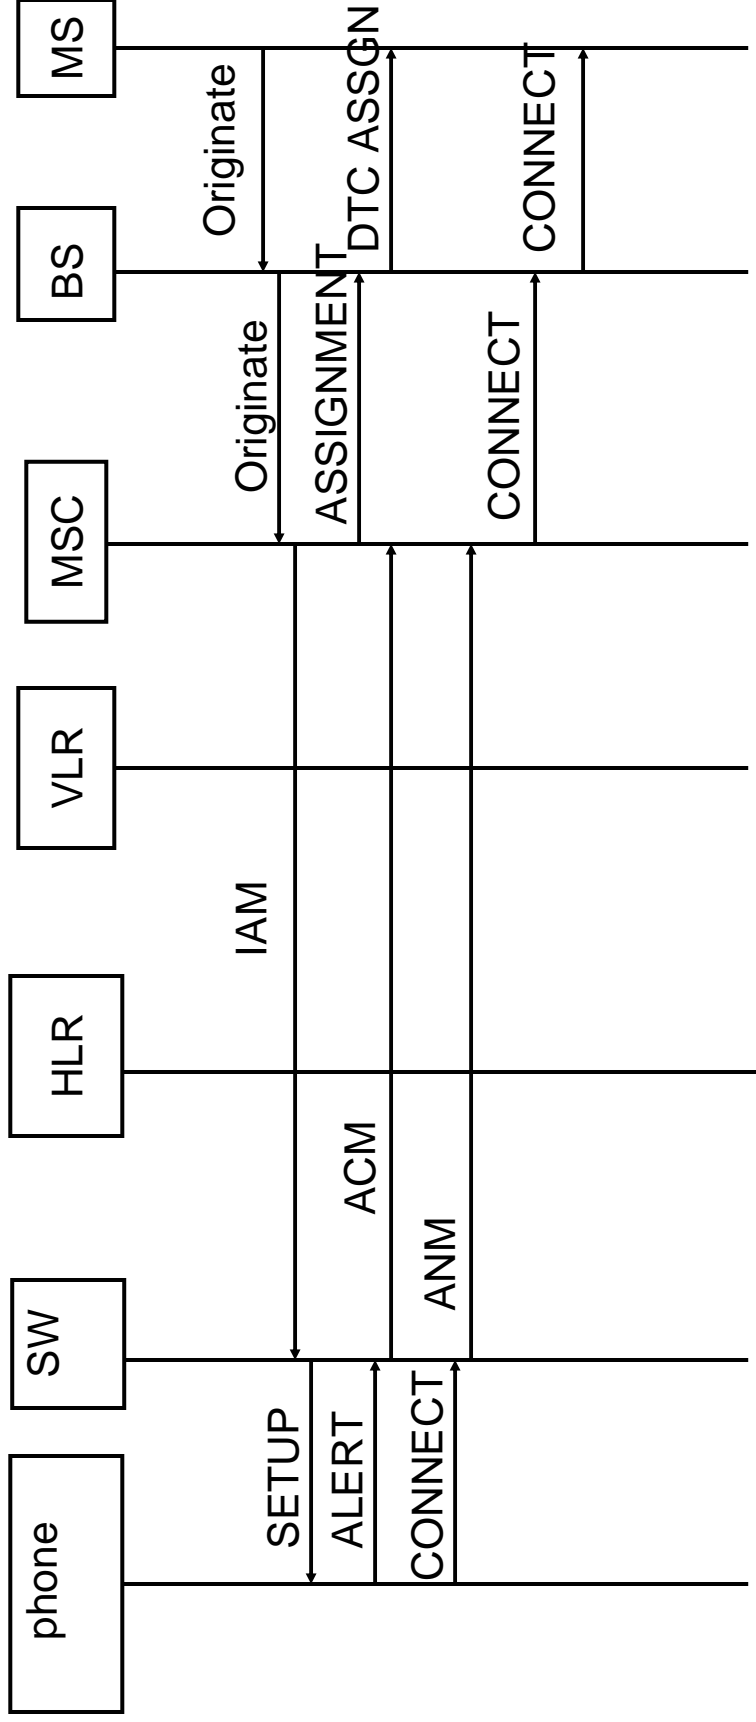 phone
SW
HLR
VLR
MSC
BS
MS
Originate
Originate
IAM
SETUP
ASSIGNMENT
ALERT
DTC ASSGN
ACM
CONNECT
ANM
CONNECT
CONNECT